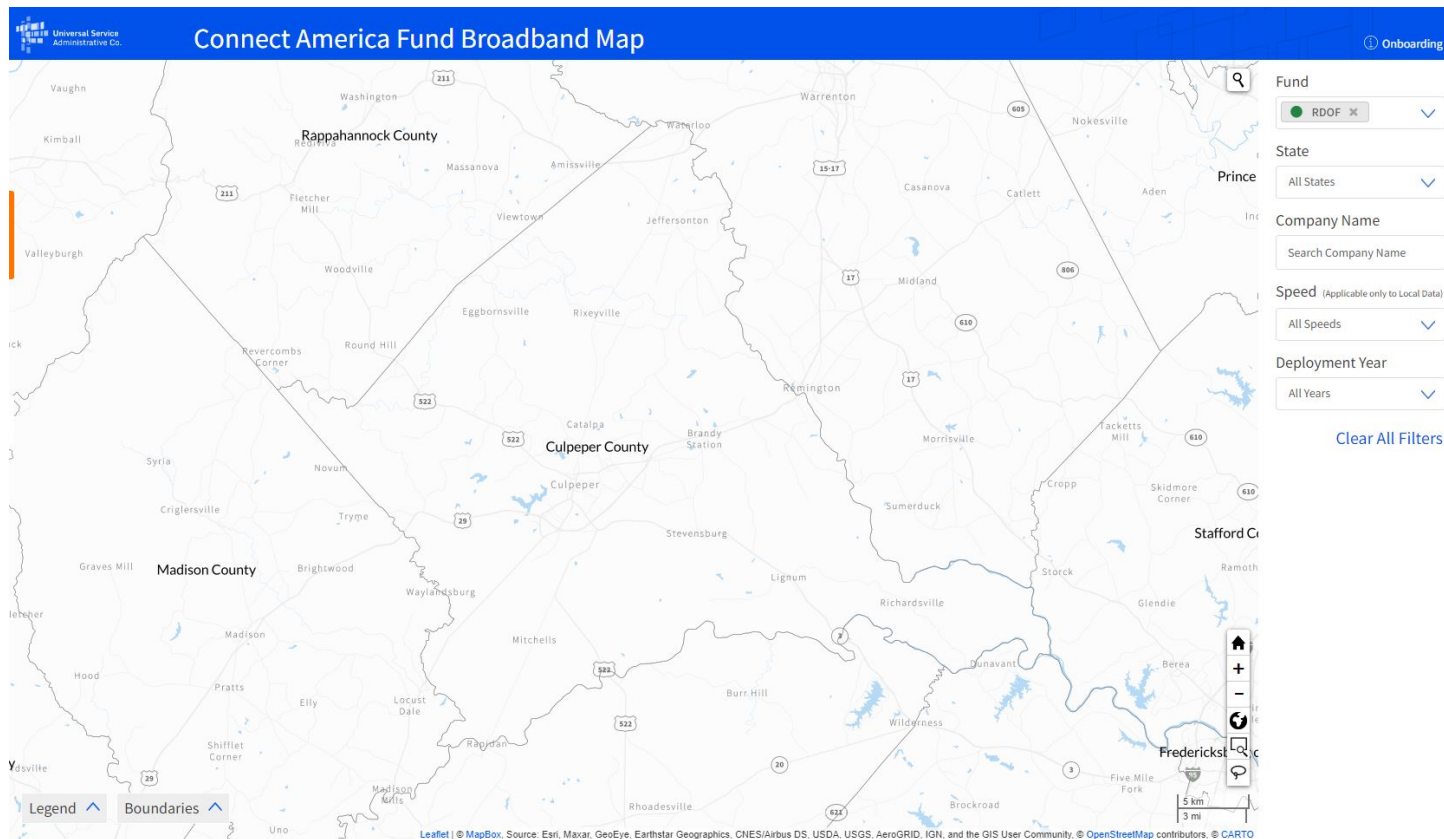 Universal Service
Administrative Co.
Connect America Fund Broadband Map
Onboarding
Vaughn
211
Washington
Warrenton
605
Nokesville
Kimball
Rappahannock County
Rediviva
Waterloo
Massanova
Amissville
15-17
Casanova
Catlett
Aden
Prince
211
Fletcher
Mill
Viewtown
Jeffersonton
Valleyburgh
Woodville
17
Midland
806
Eggbornsville
Rixeyville
610
Revercombs
Corner
Round Hill
Remington
17
522
Catalpa
Brandy
Station
522
Culpeper County
Morrisville
Tacketts
Mill
610
Syria
Novum
Culpeper
Cropp
Skidmore
Corner
610
Criglersville
Tryme
29
Sumerduck
Stevensburg
Stafford Co
Graves Mill
Madison County
Brightwood
Lignum
Storck
Ramoth
Waylandsburg
Richardsville
Glendie
Madison
Mitchells
3
Hood
522
Dunavant
Berea
Pratts
Elly
Locust
Dale
Burr Hill
522
Wilderness
Shifflet
Corner
Rapidan
20
3
Fredericksb
29
Five Mile
Fork
95
Madison
Mills
Rhoadesville
621
Brockroad
Uno
5 km
3 mi
Legend
Boundaries
Leaflet | © MapBox, Source: Esri, Maxar, GeoEye, Earthstar Geographics, CNES/Airbus DS, USDA, USGS, AeroGRID, IGN, and the GIS User Community, © OpenStreetMap contributors, © CARTO
Fund
RDOF
State
All States
Company Name
Search Company Name
Speed (Applicable only to Local Data)
All Speeds
Deployment Year
All Years
Clear All Filters